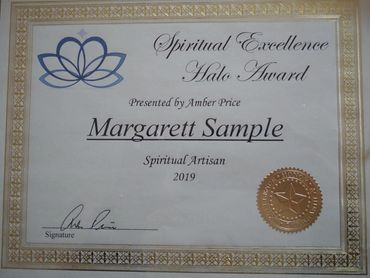 Spiritual Excellence
Halo Award
Presented by Amber Price
Margarett Sample
Spiritual Artisan
2019
Signature